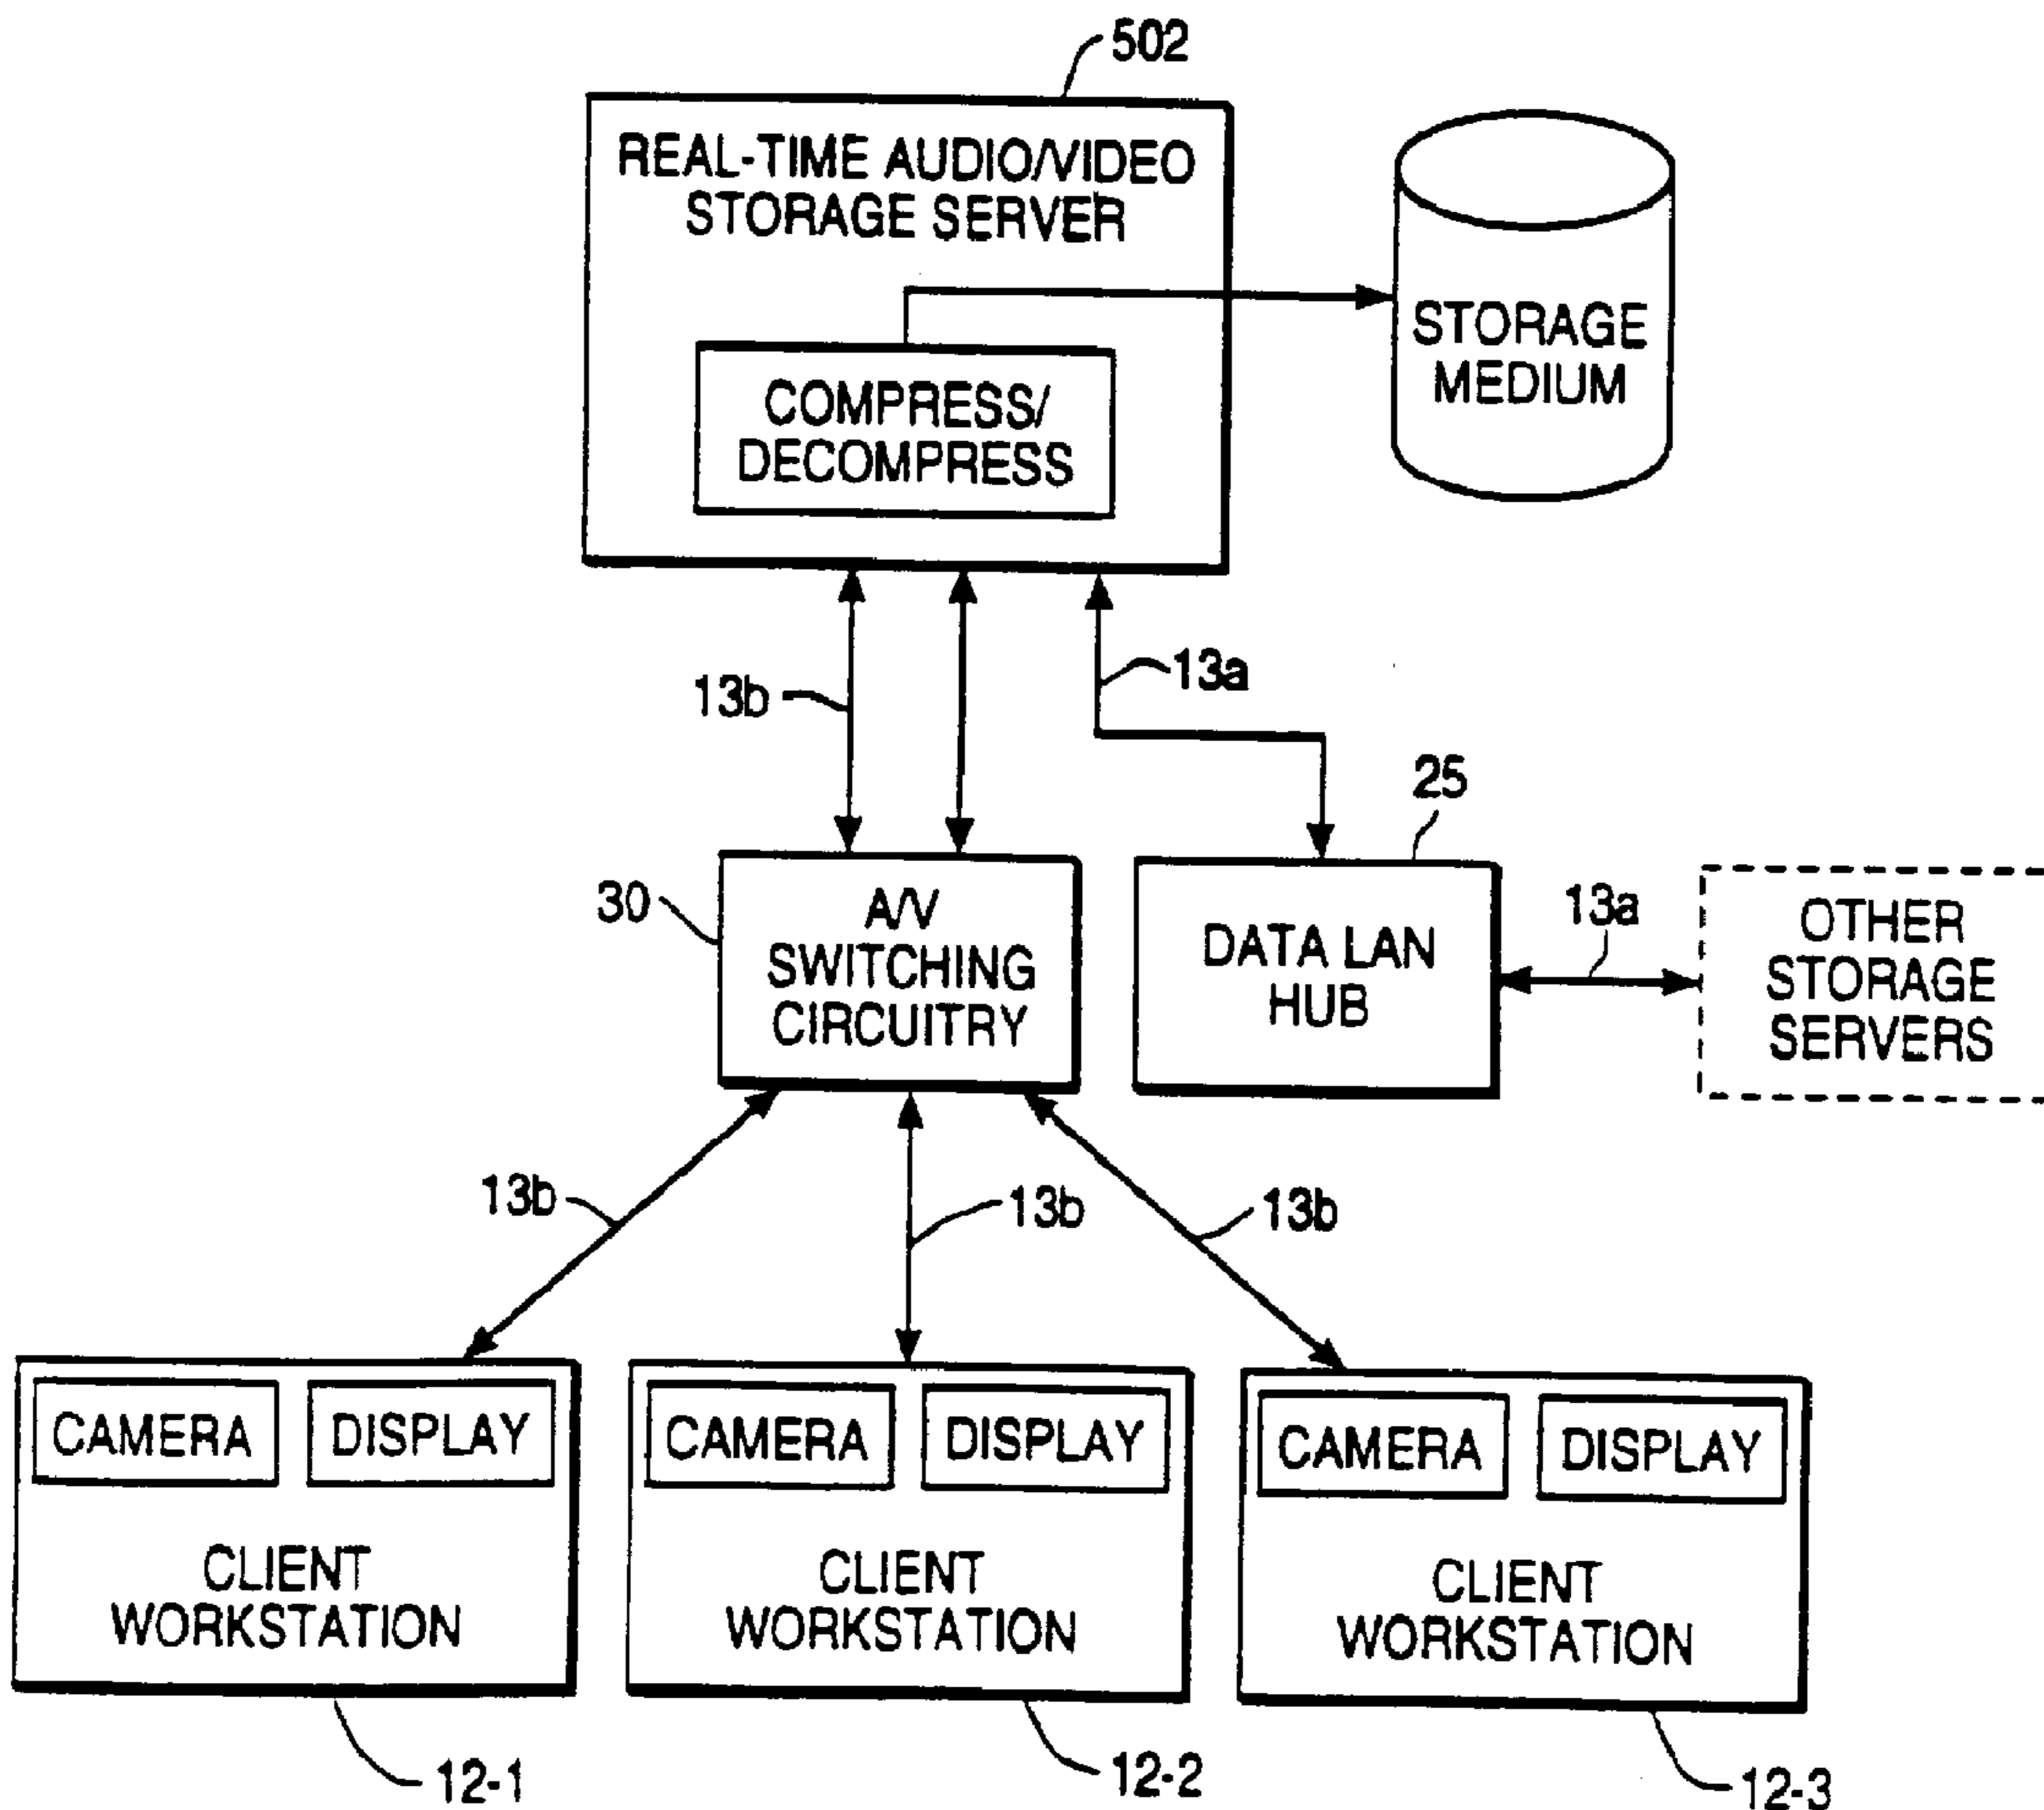 502
REAL-TIME AUDIO/VIDEO
STORAGE SERVER
COMPRESS/
DECOMPRESS
STORAGE
MEDIUM
13b
13a
25
30
A/V
SWITCHING
CIRCUITRY
DATA LAN
HUB
13a
OTHER
STORAGE
SERVERS
13b
13b
13b
CAMERA
DISPLAY
CLIENT
WORKSTATION
CAMERA
DISPLAY
CLIENT
WORKSTATION
CAMERA
DISPLAY
CLIENT
WORKSTATION
12-1
12-2
12-3